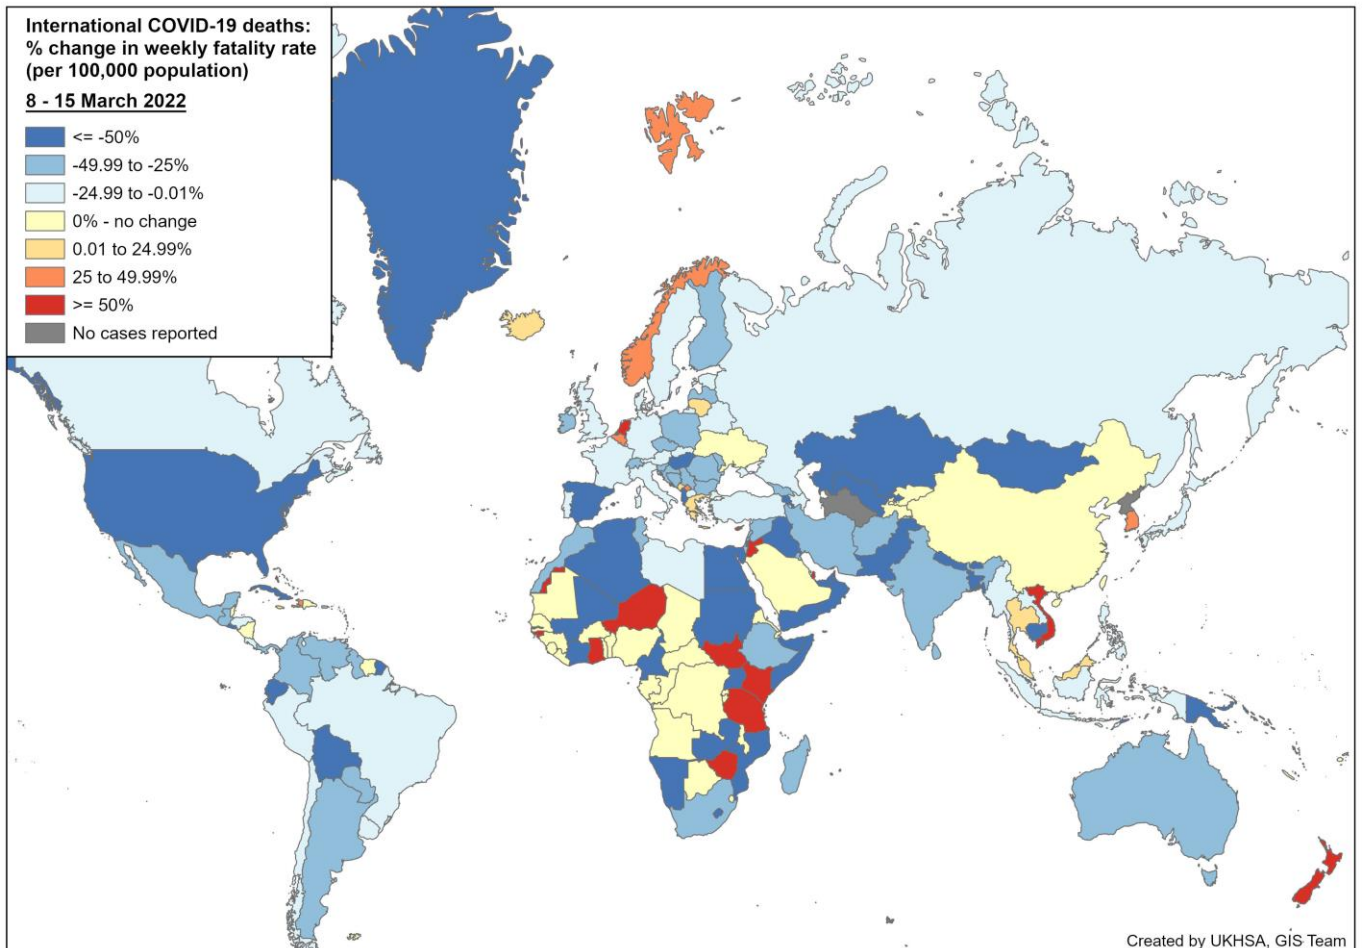 International COVID-19 deaths:
% change in weekly fatality rate
(per 100,000 population)
8 - 15 March 2022
<= -50%
-49.99 to -25%
-24.99 to -0.01%
0% - no change
0.01 to 24.99%
25 to 49.99%
>= 50%
No cases reported
Created by UKHSA, GIS Team